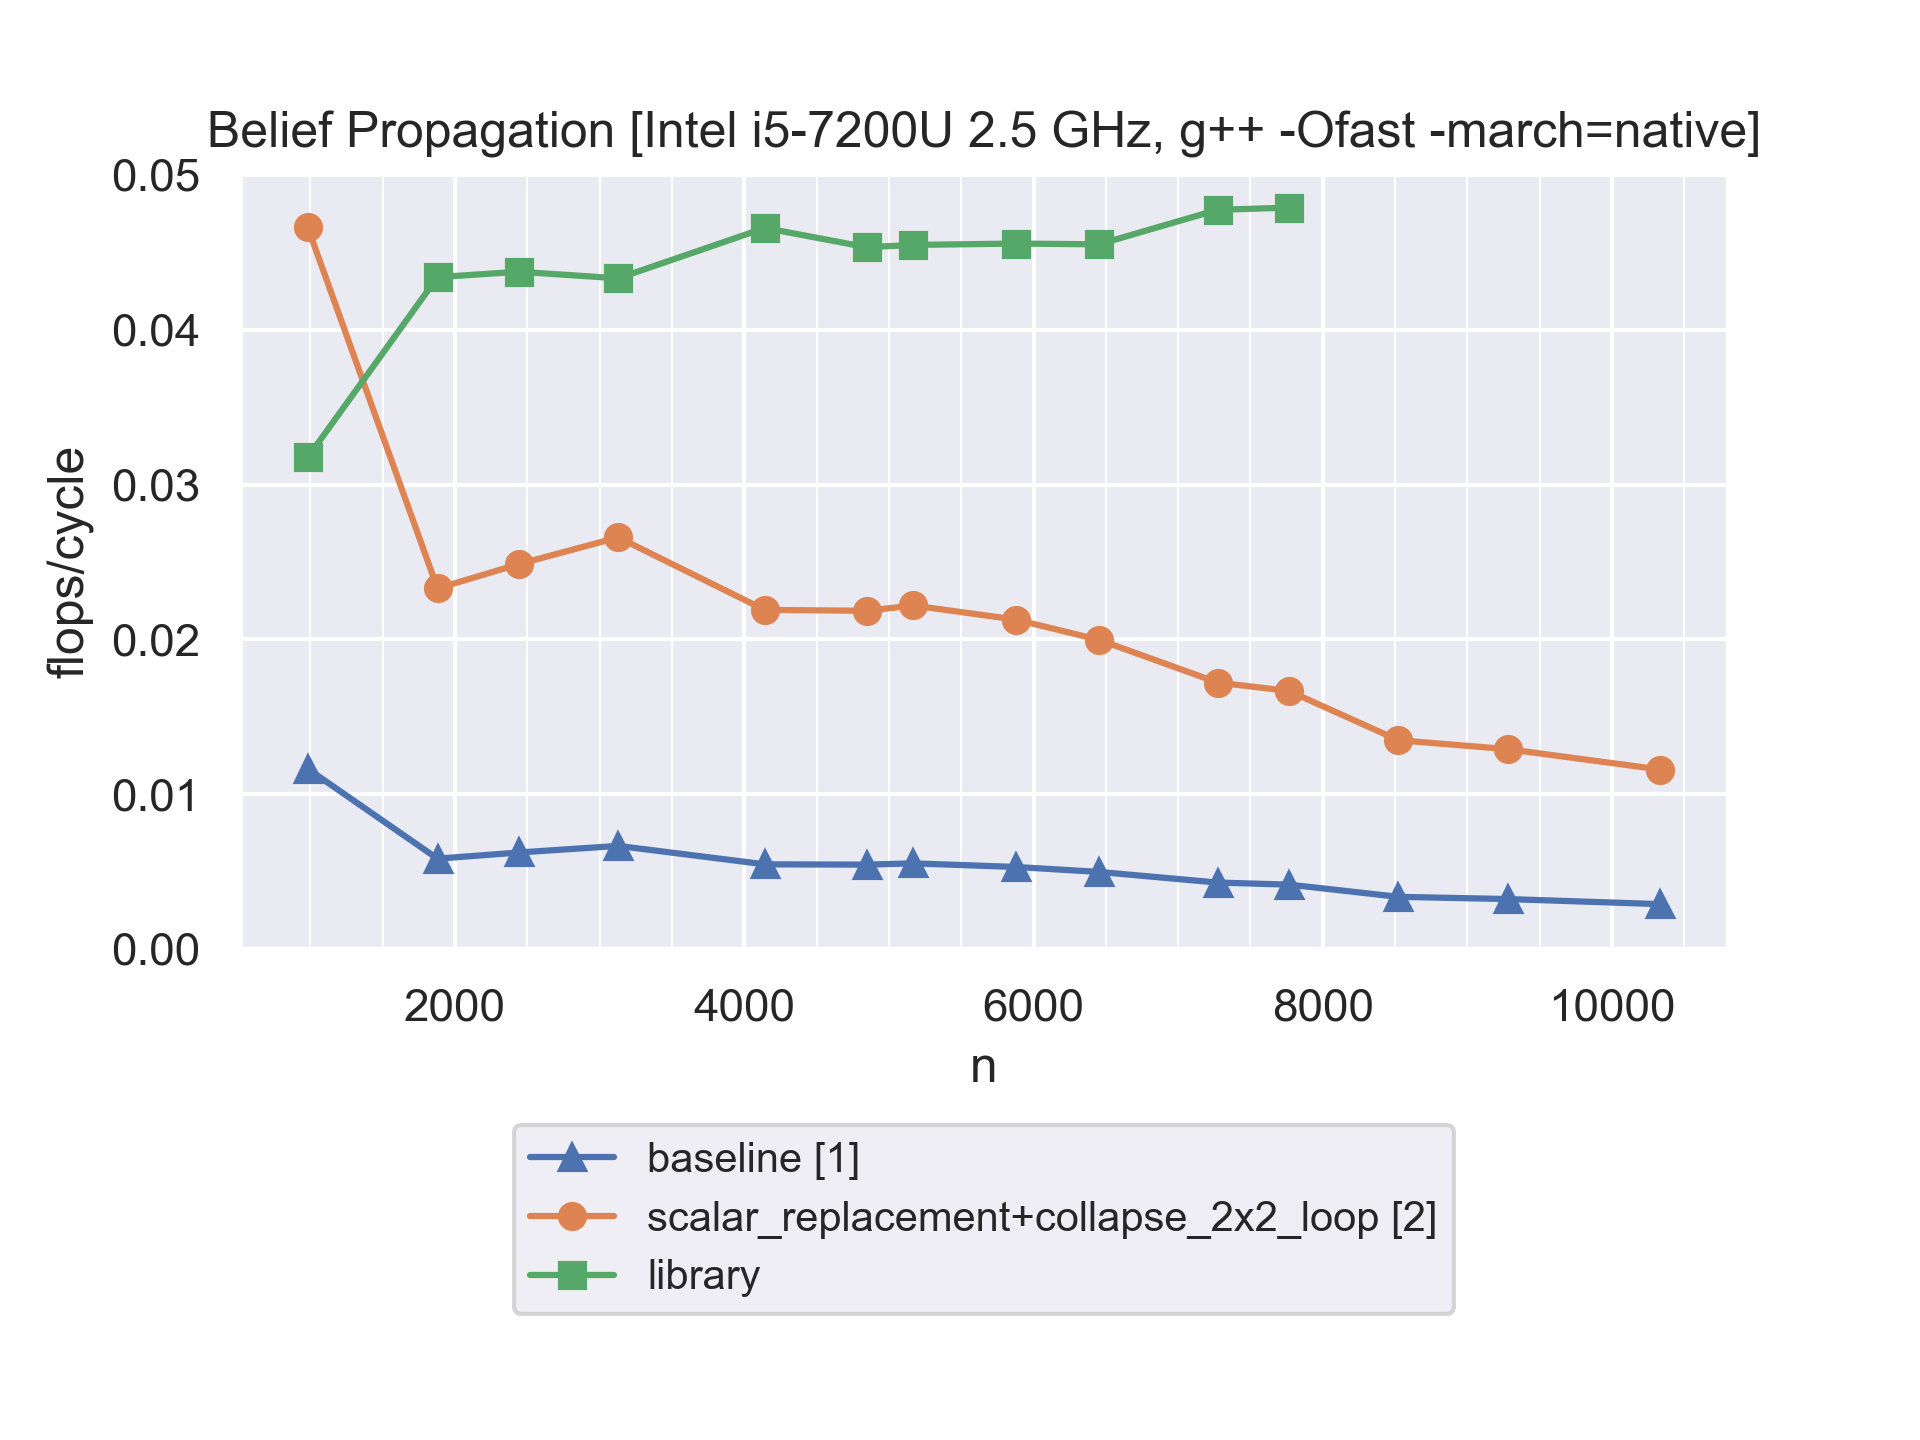 Belief Propagation [Intel i5-7200U 2.5 GHz, g++ -Ofast -march=native]
0.05
0.04
0.03
0.02
0.01
0.00
flops/cycle
2000 4000 6000 8000 10000
n
baseline [1]
scalar_replacement+collapse_2x2_loop [2]
library